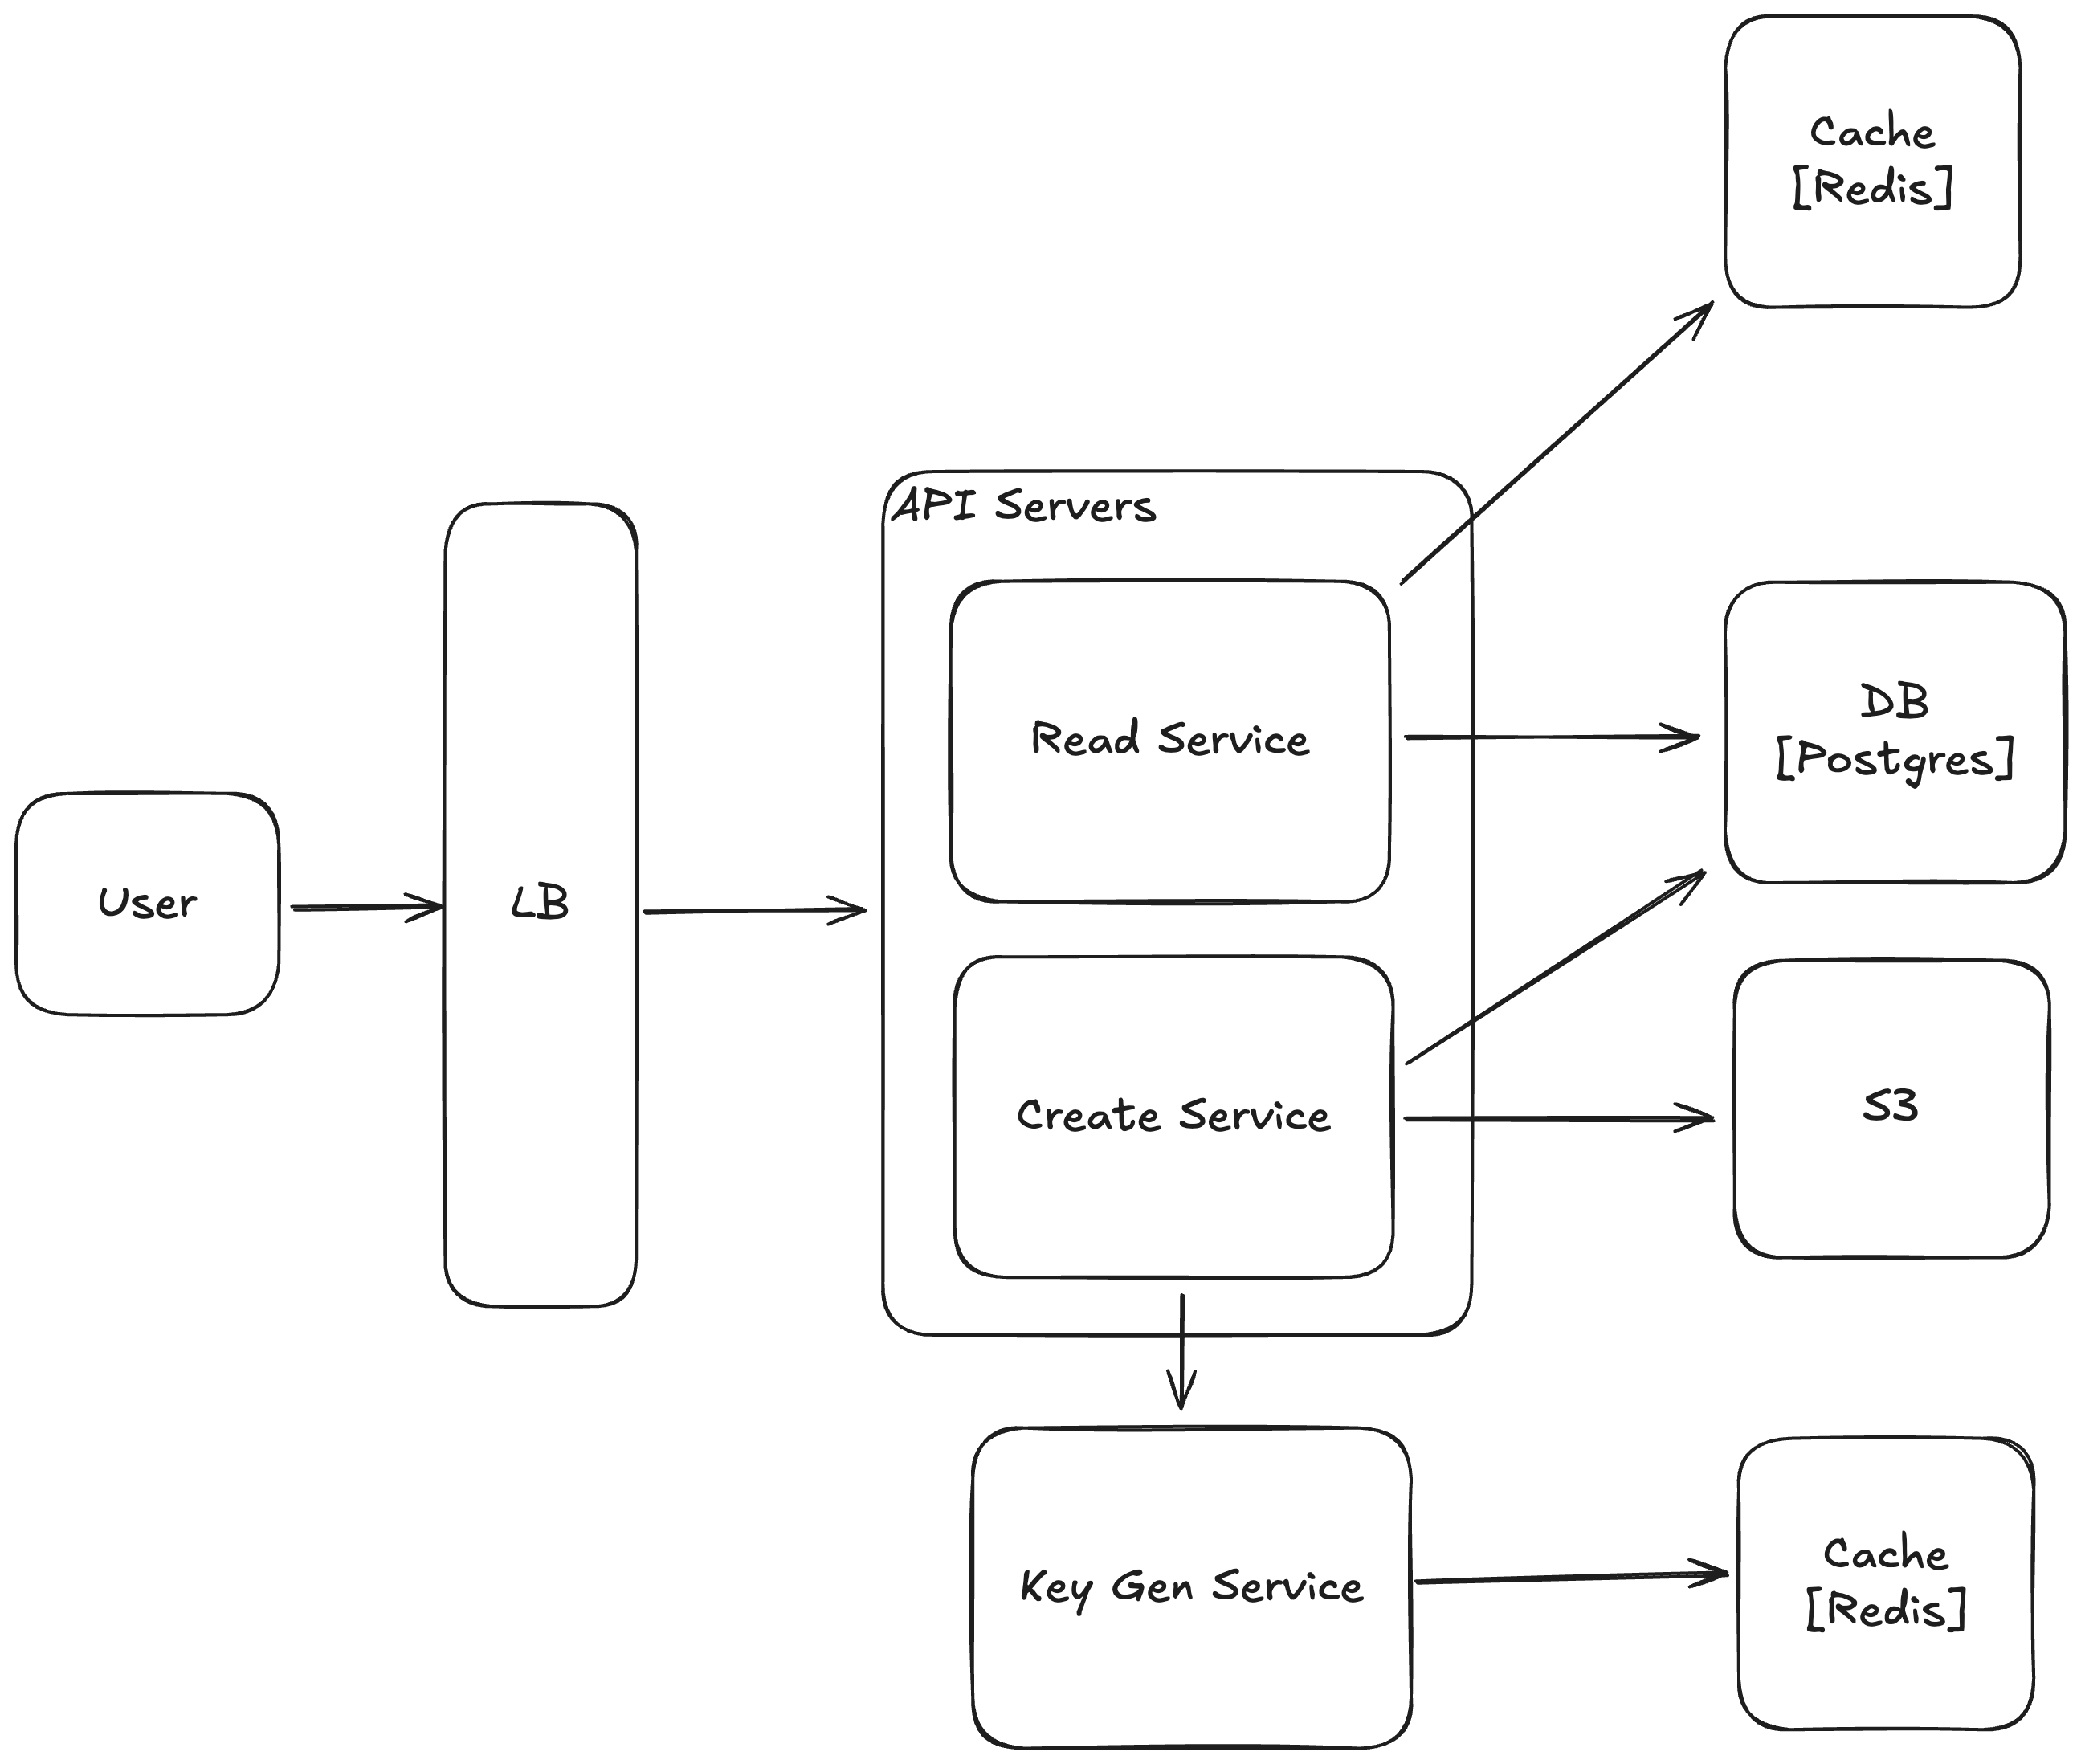 Cache
[Redis]
API Servers
Read Service
DB
[Postgres]
User
LB
Create Service
S3
Key Gen Service
Cache
[Redis]